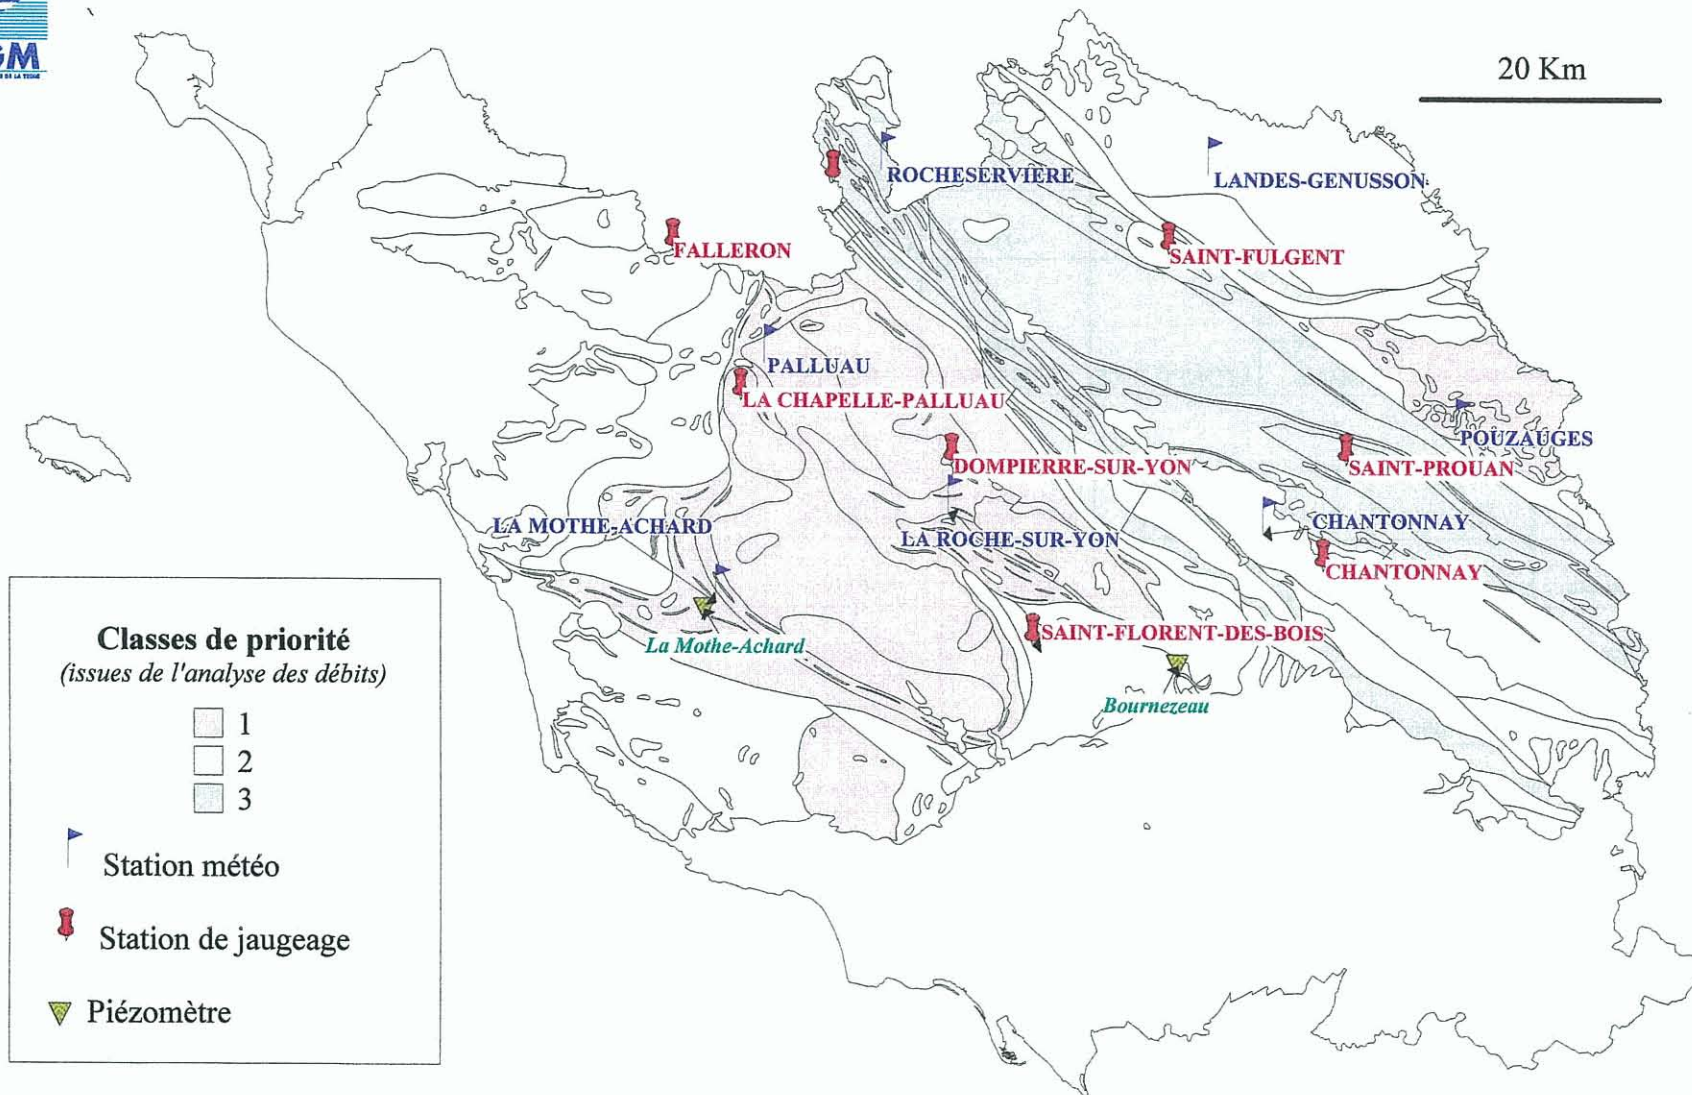 GM
20 Km
ROCHESERVIERE
LANDES-GENUSSON
FALLERON
SAINT-FULGENT
PALLUAU
LA CHAPELLE-PALLUAU
POUZAUGES
DOMPIERRE-SUR-YON
SAINT-PROUAN
LA MOTHE-ACHARD
CHANTONNAY
LA ROCHE-SUR-YON
CHANTONNAY
SAINT-FLORENT-DES-BOIS
La Mothe-Achard
Bournezeau
Classes de priorité
(issues de l'analyse des débits)
1
2
3
Station météo
Station de jaugeage
Piézomètre